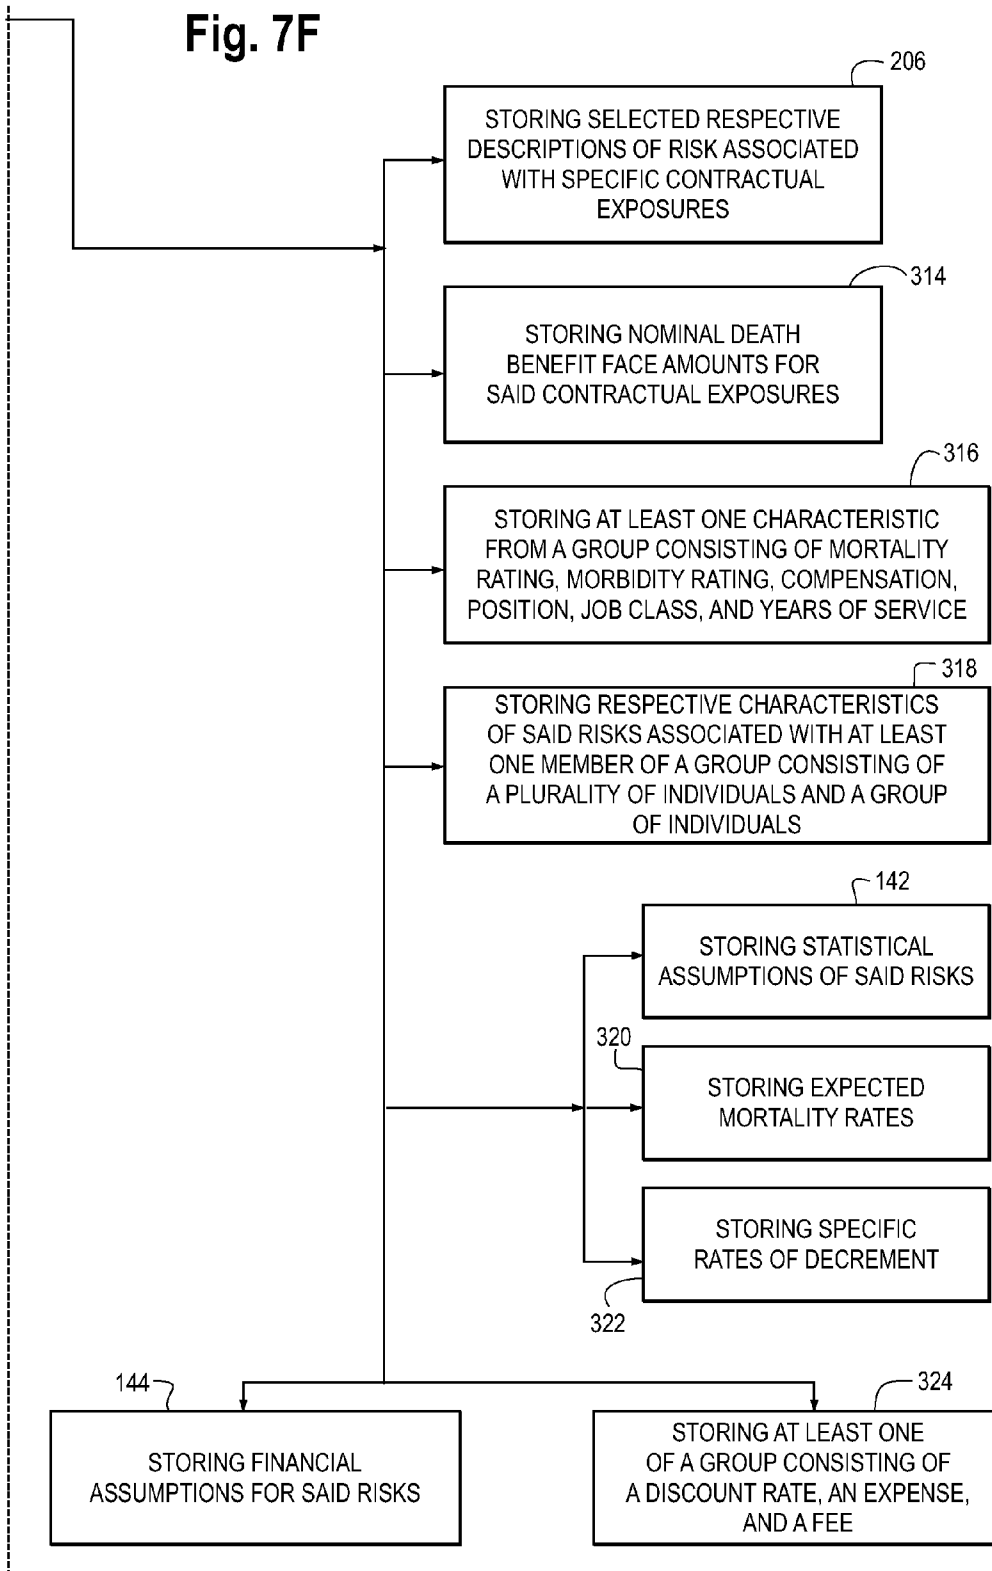 Fig. 7F
206
STORING SELECTED RESPECTIVE
DESCRIPTIONS OF RISK ASSOCIATED
WITH SPECIFIC CONTRACTUAL
EXPOSURES
314
STORING NOMINAL DEATH
BENEFIT FACE AMOUNTS FOR
SAID CONTRACTUAL EXPOSURES
316
STORING AT LEAST ONE CHARACTERISTIC
FROM A GROUP CONSISTING OF MORTALITY
RATING, MORBIDITY RATING, COMPENSATION,
POSITION, JOB CLASS, AND YEARS OF SERVICE
318
STORING RESPECTIVE CHARACTERISTICS
OF SAID RISKS ASSOCIATED WITH AT LEAST
ONE MEMBER OF A GROUP CONSISTING OF
A PLURALITY OF INDIVIDUALS AND A GROUP
OF INDIVIDUALS
142
STORING STATISTICAL
ASSUMPTIONS OF SAID RISKS
320
STORING EXPECTED
MORTALITY RATES
STORING SPECIFIC
RATES OF DECREMENT
322
144
STORING FINANCIAL
ASSUMPTIONS FOR SAID RISKS
324
STORING AT LEAST ONE
OF A GROUP CONSISTING OF
A DISCOUNT RATE, AN EXPENSE,
AND A FEE